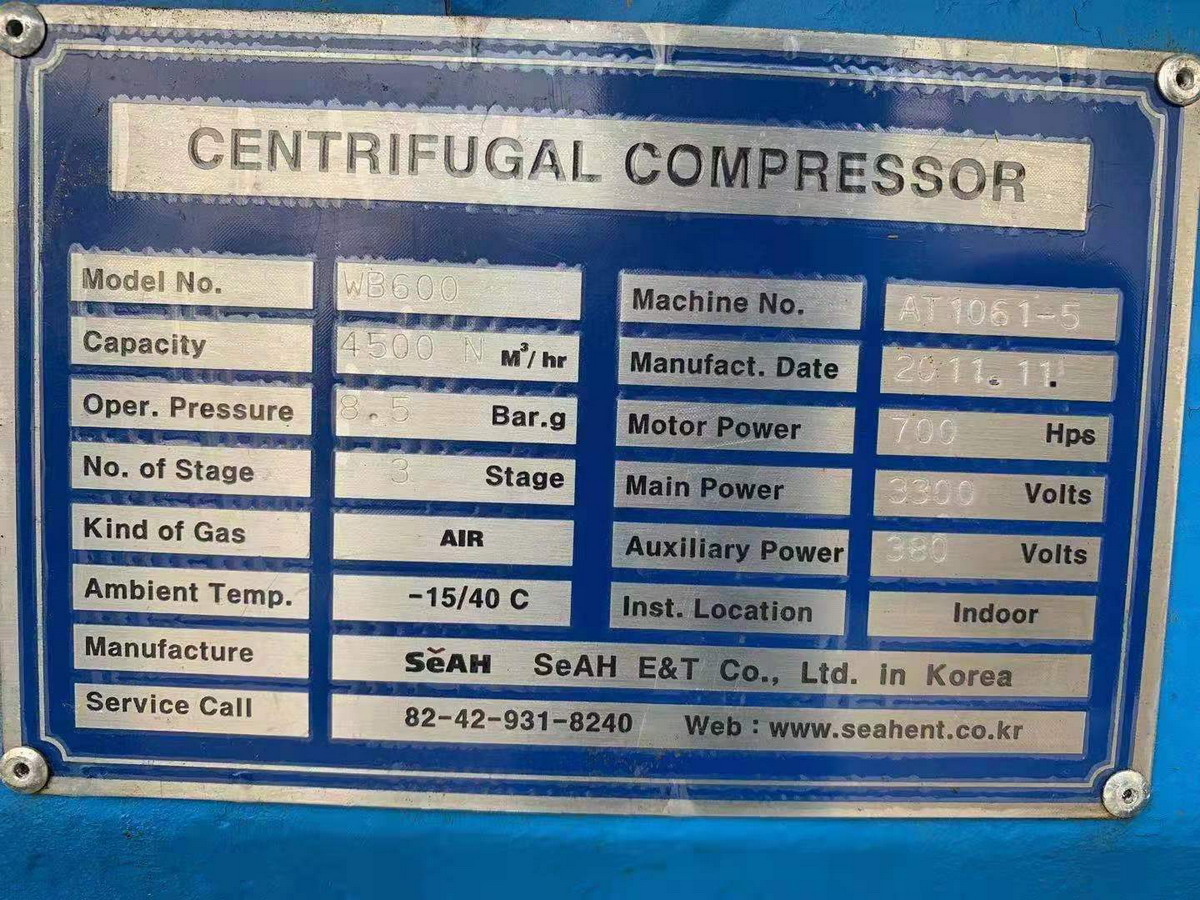 CENTRIFUGAL COMPRESSOR
Model No. WB600
Capacity 4500 N M³/hr
Oper. Pressure 8.5 Bar.g
No. of Stage 3 Stage
Kind of Gas AIR
Ambient Temp. -15/40 C
Machine No. AT1061-5
Manufact. Date 2011. 11.
Motor Power 700 Hps
Main Power 3300 Volts
Auxiliary Power 380 Volts
Inst. Location Indoor
Manufacture SeAH SeAH E&T Co., Ltd. in Korea
Service Call 82-42-931-8240 Web : www.seahent.co.kr